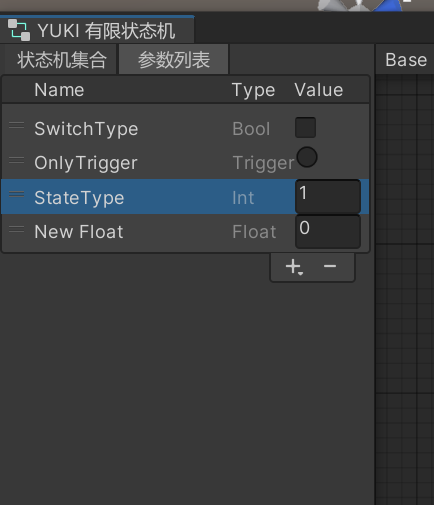 YUKI 有限状态机
状态机集合 参数列表 Base
Name Type Value
SwitchType Bool
OnlyTrigger Trigger
StateType Int 1
New Float Float 0